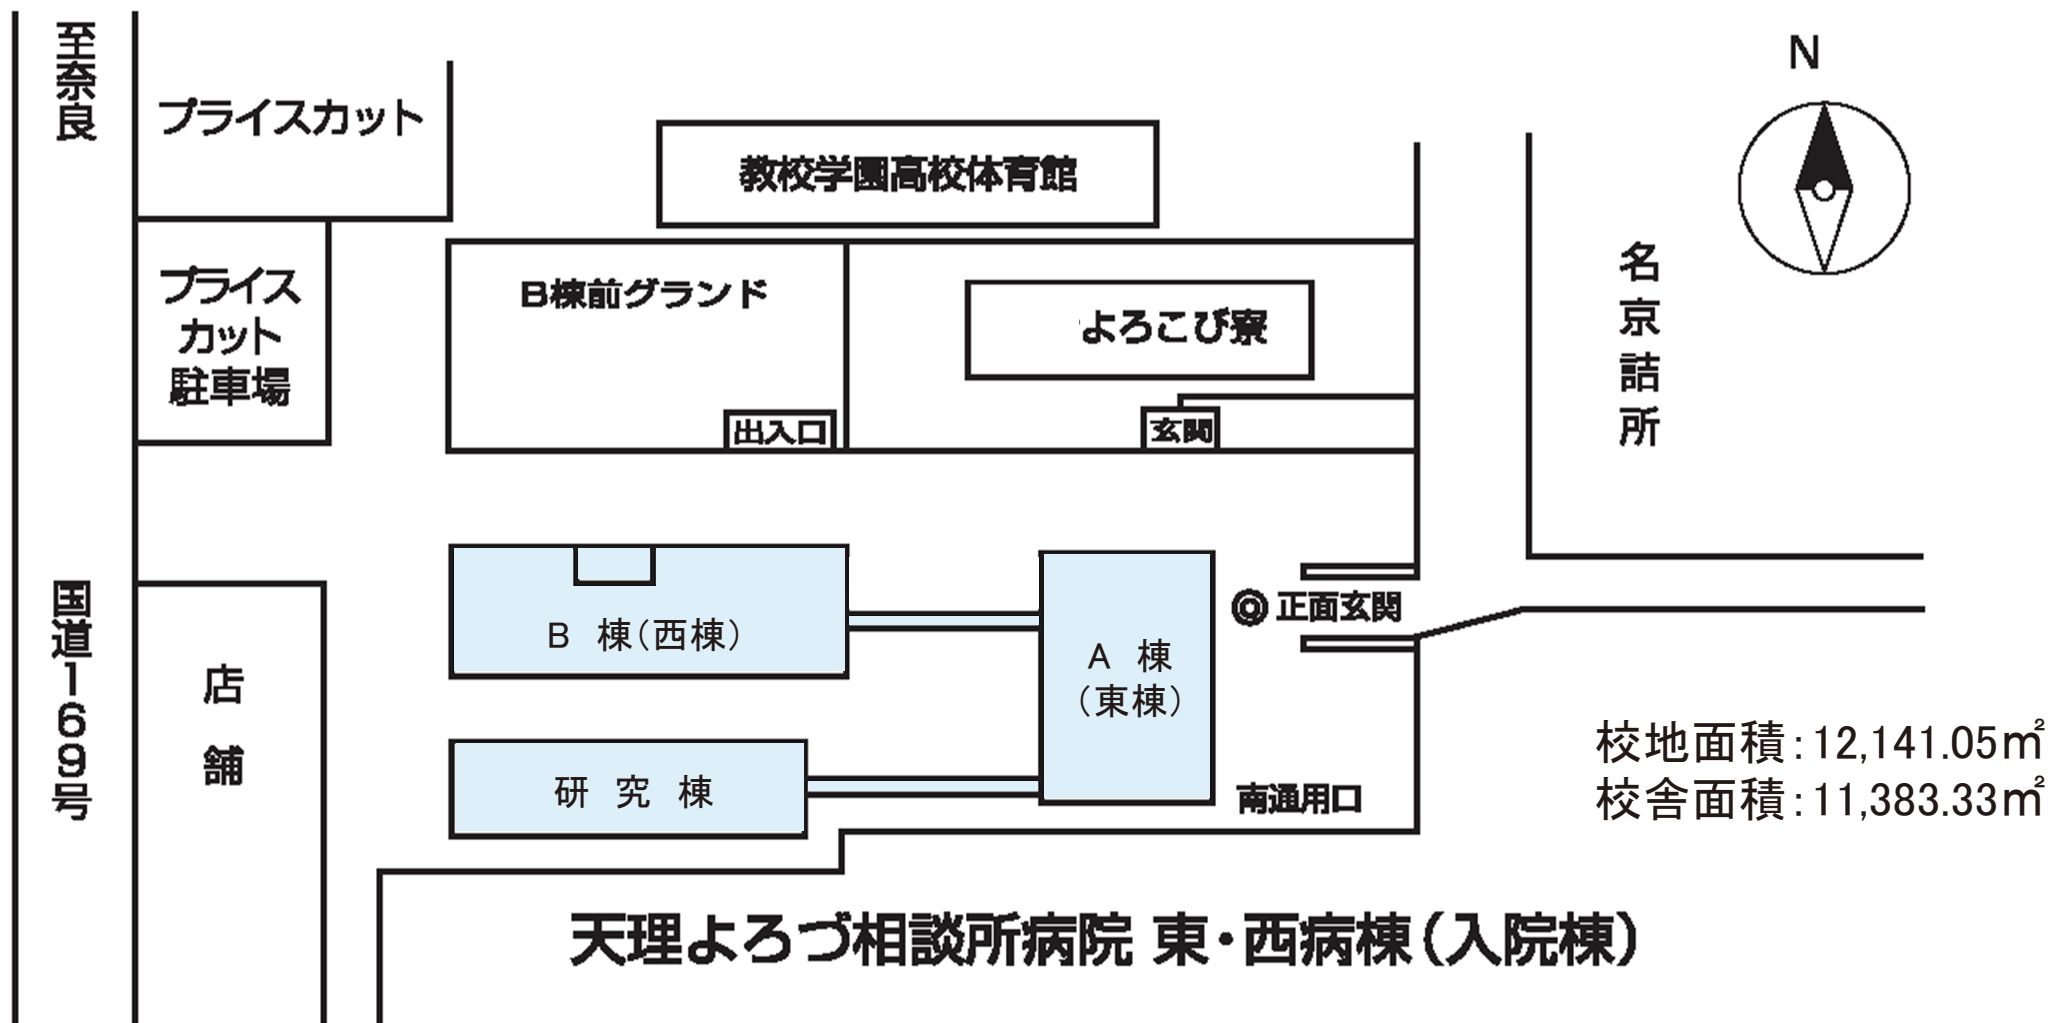 至奈良
プライスカット
教校学園高校体育館
N
プライス
カット
駐車場
B棟前グランド
よろこび寮
名京詰所
出入口
玄関
国道169号
店舗
B 棟(西棟)
A 棟
(東棟)
◎正面玄関
研究棟
南通用口
校地面積:12,141.05㎡
校舎面積:11,383.33㎡
天理よろづ相談所病院 東・西病棟(入院棟)